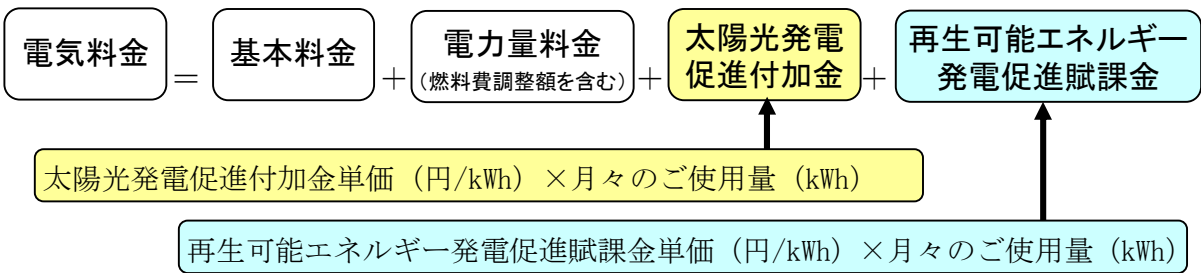 電気料金 = 基本料金 + 電力量料金 (燃料費調整額を含む) + 太陽光発電促進付加金 + 再生可能エネルギー発電促進賦課金
太陽光発電促進付加金単価（円/kWh）×月々のご使用量（kWh）
再生可能エネルギー発電促進賦課金単価（円/kWh）×月々のご使用量（kWh）